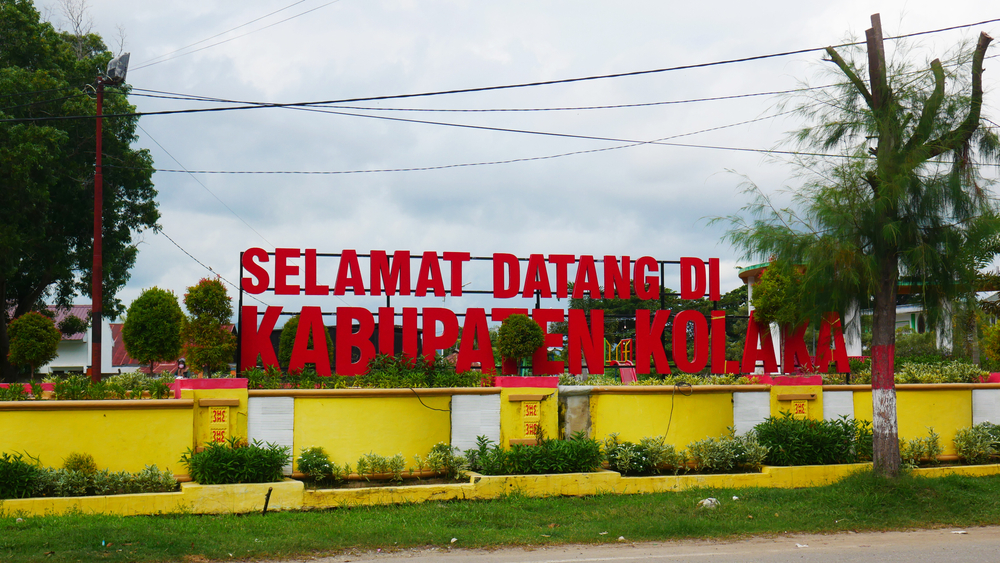 SELAMAT DATANG DI
KABUPATEN KOLAKA